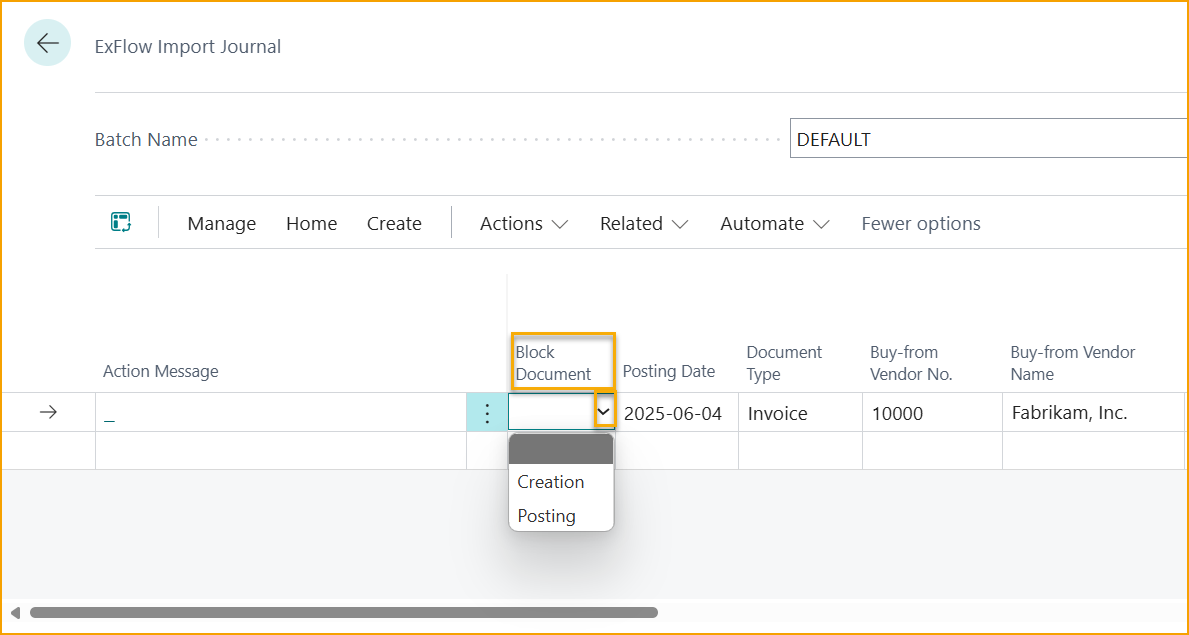 ExFlow Import Journal
Batch Name
DEFAULT
Manage Home Create Actions Related Automate Fewer options
Action Message
Block
Document
Posting Date
Document
Type
Buy-from
Vendor No.
Buy-from Vendor
Name
_
2025-06-04
Invoice
10000
Fabrikam, Inc.
Creation
Posting